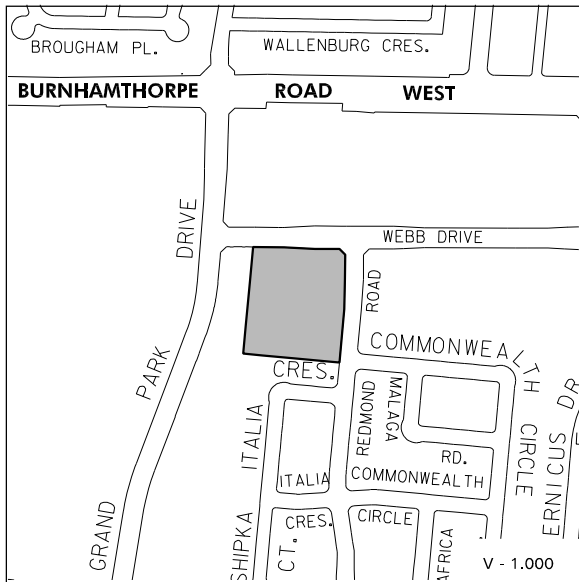 BROUGHAM PL.
WALLENBURG CRES.
BURNHAMTHORPE ROAD WEST
WEBB DRIVE
GRAND PARK DRIVE
REDMOND ROAD
COMMONWEALTH CIRCLE
CRES.
ITALIA
MALAGA RD.
ITALIA
COMMONWEALTH
CRES.
CIRCLE
SHIPKA
CT.
AFRICA
ERNICUS DR
V - 1.000